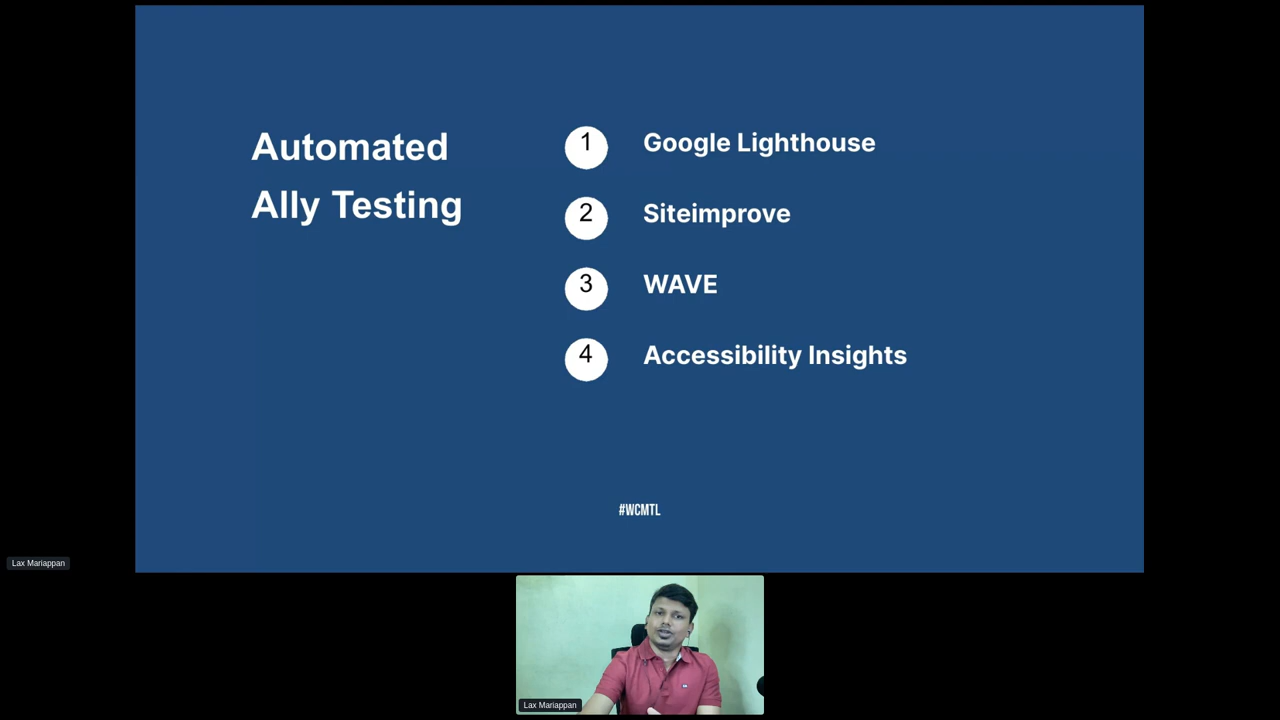 Automated
Ally Testing
1 Google Lighthouse
2 Siteimprove
3 WAVE
4 Accessibility Insights
#WCMTL
Lax Mariappan
Lax Mariappan